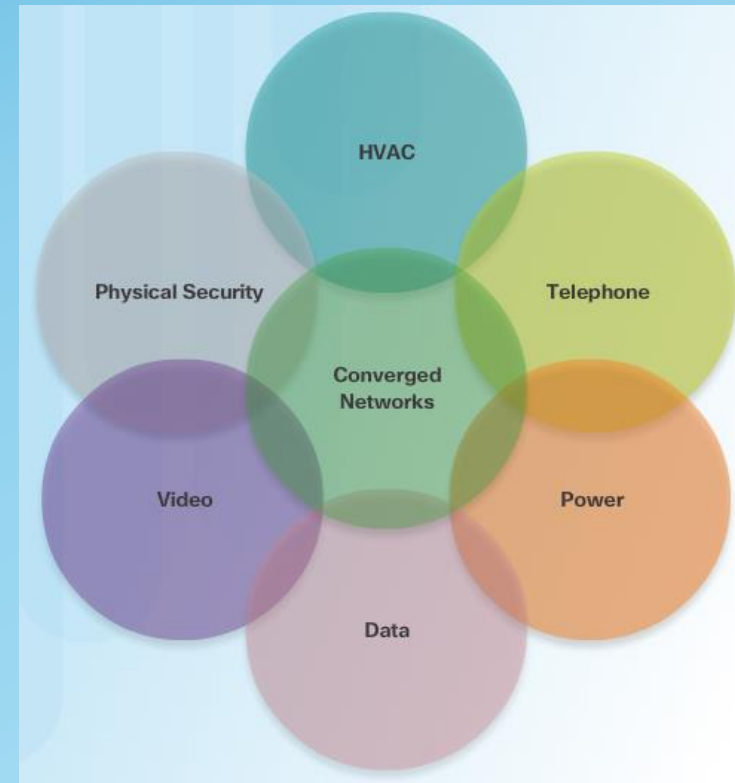 HVAC
Physical Security
Telephone
Converged
Networks
Video
Power
Data